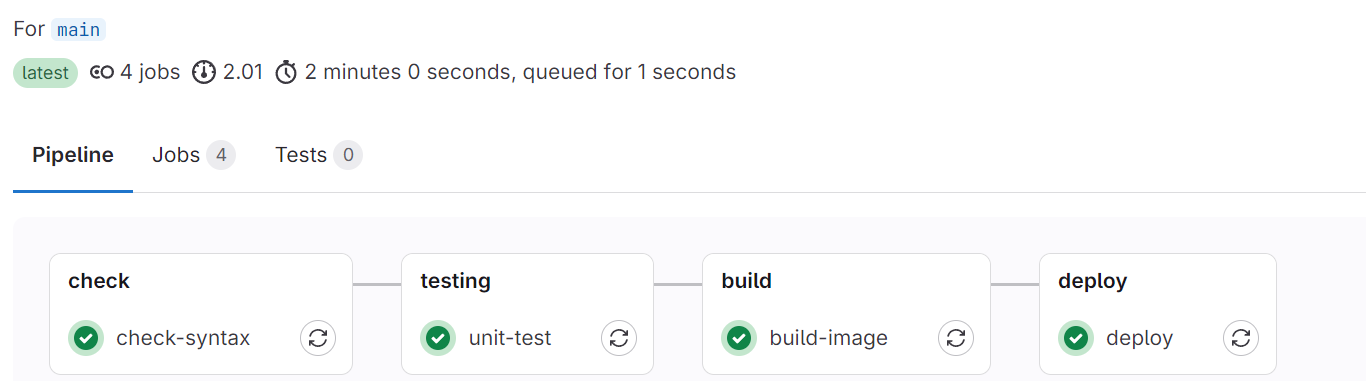 For main
latest 4 jobs 2.01 2 minutes 0 seconds, queued for 1 seconds
Pipeline Jobs 4 Tests 0
check testing build deploy
check-syntax unit-test build-image deploy